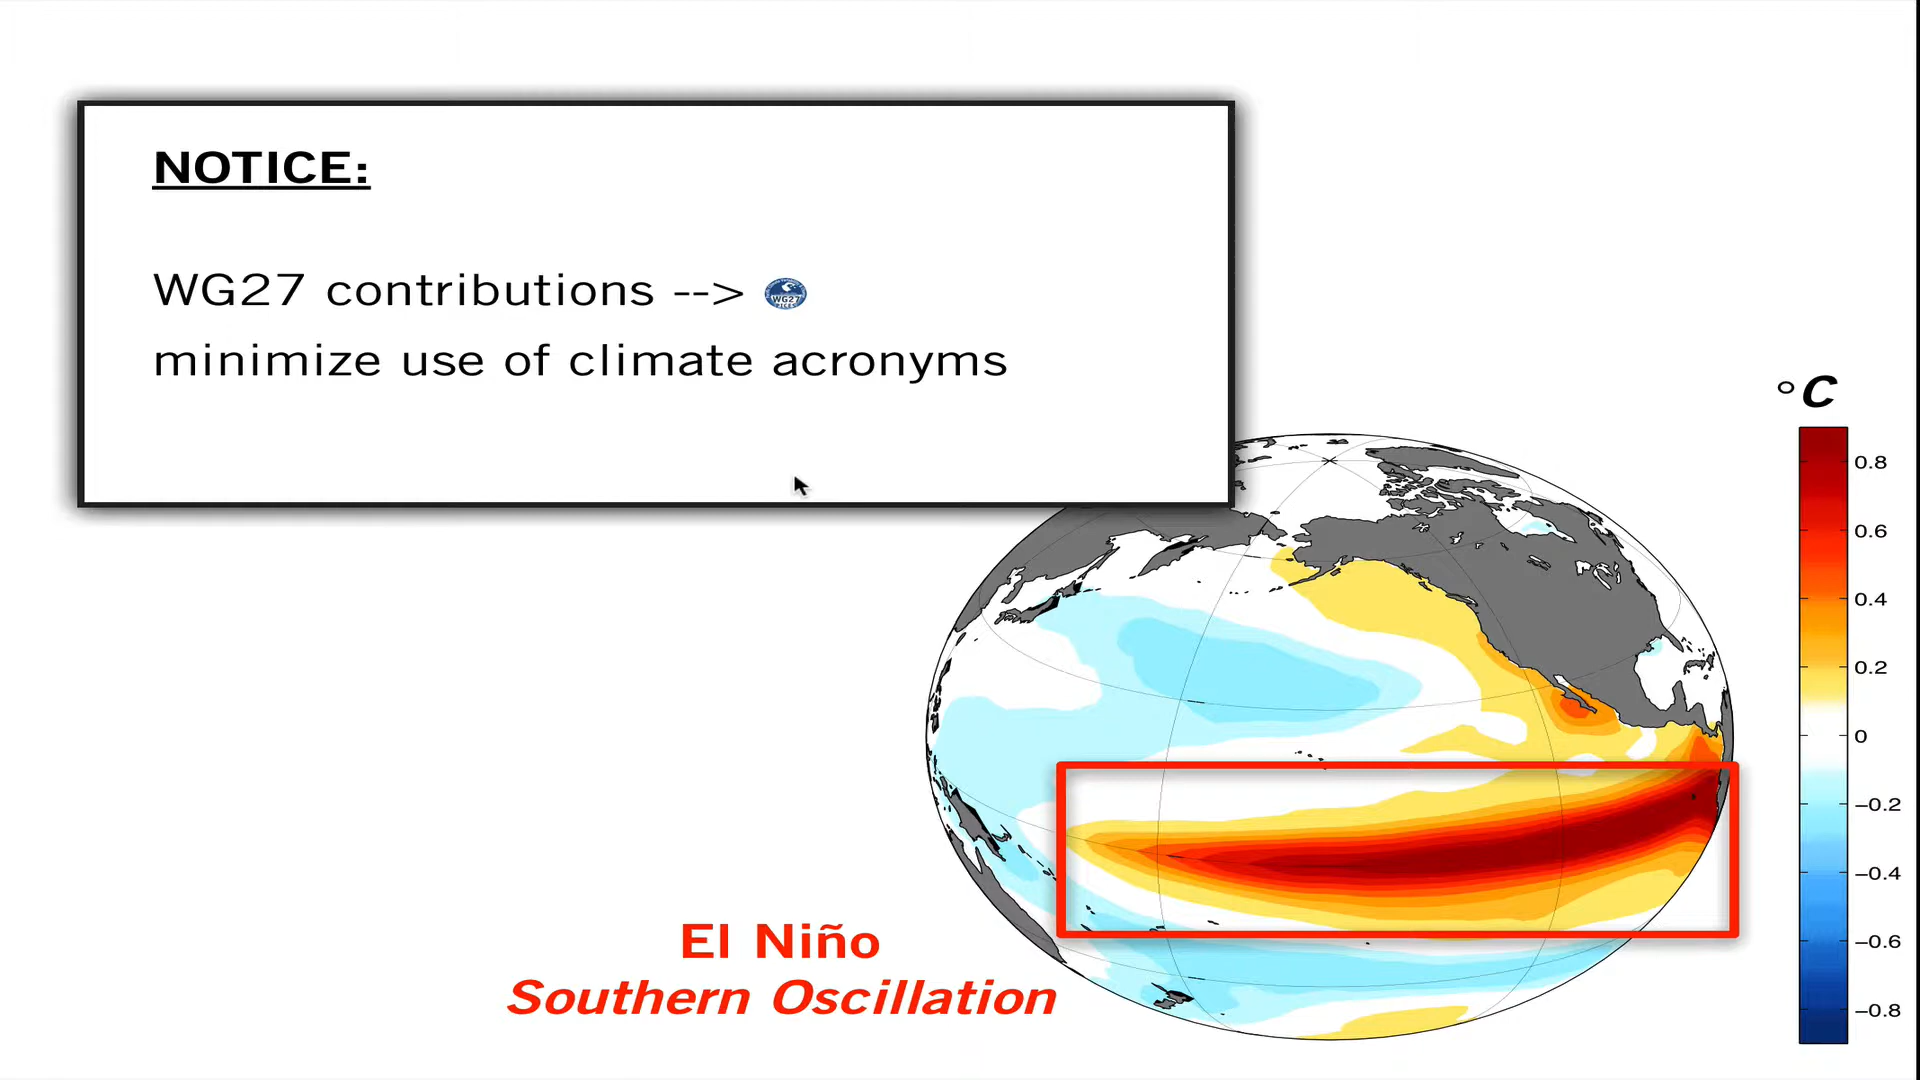 NOTICE:
WG27 contributions -->
WG27
minimize use of climate acronyms
°C
0.8
0.6
0.4
0.2
0
−0.2
−0.4
−0.6
−0.8
El Niño
Southern Oscillation